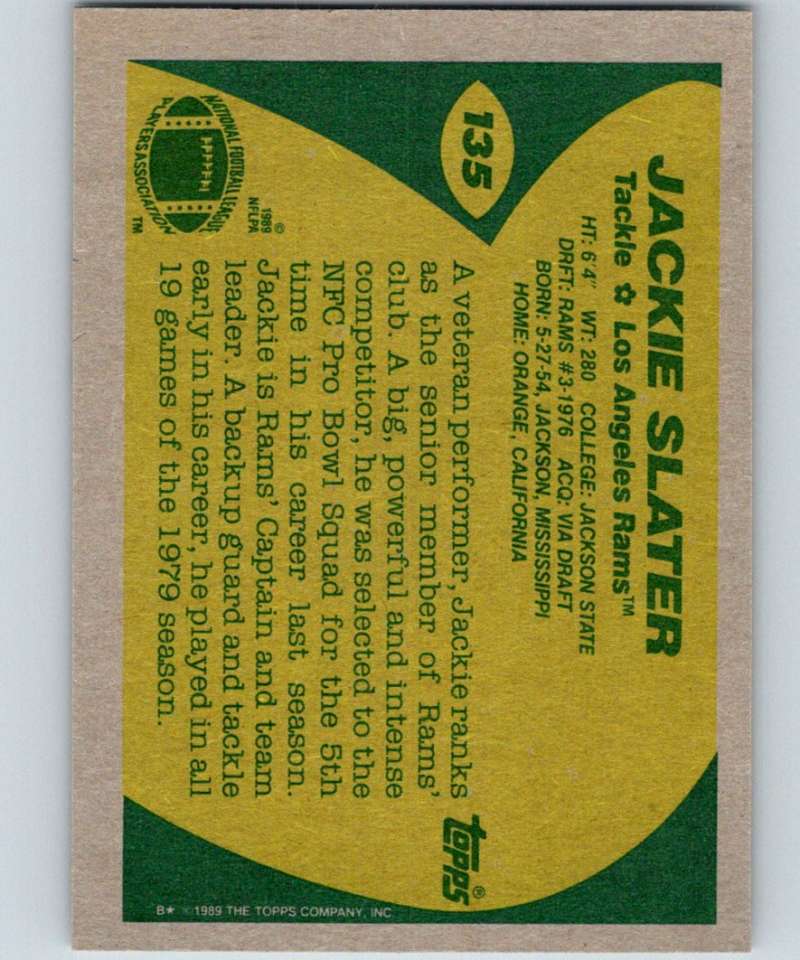 135
JACKIE SLATER
Tackle ✿ Los Angeles Rams™
HT: 6'4" WT: 280 COLLEGE: JACKSON STATE
DRFT: RAMS #3-1976 ACQ: VIA DRAFT
BORN: 5-27-54, JACKSON, MISSISSIPPI
HOME: ORANGE, CALIFORNIA
A veteran performer, Jackie ranks
as the senior member of Rams'
club. A big, powerful and intense
competitor, he was selected to the
NFC Pro Bowl Squad for the 5th
time in his career last season.
Jackie is Rams' Captain and team
leader. A backup guard and tackle
early in his career, he played in all
19 games of the 1979 season.
NATIONAL FOOTBALL LEAGUE
PLAYERS ASSOCIATION
™
©
1989
NFLPA
topps®
B★ ©1989 THE TOPPS COMPANY, INC